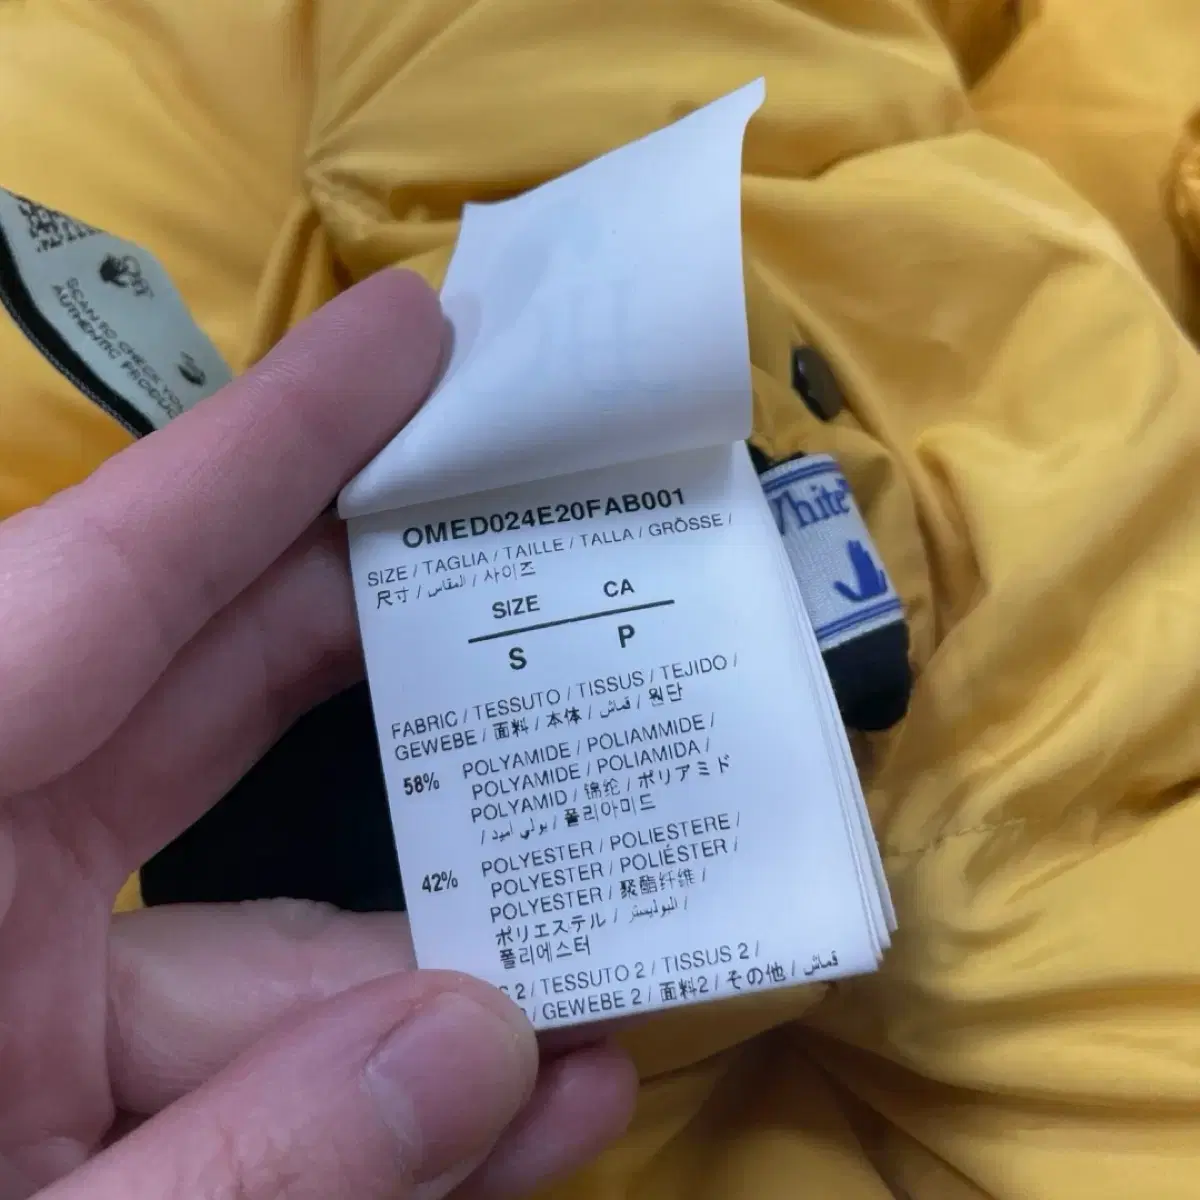 OMED024E20FAB001
SIZE / TAGLIA / TAILLE / TALLA / GRÖSSE /
尺寸 / المقاس / 사이즈
SIZE CA
S P
FABRIC / TESSUTO / TISSUS / TEJIDO /
GEWEBE / 面料 / 本体 / قماش / 원단
58% POLYAMIDE / POLIAMMIDE /
POLYAMIDE / POLIAMIDA /
POLYAMID / 锦纶 / ポリアミド
/ بولي اميد / 폴리아미드
42% POLYESTER / POLIESTERE /
POLYESTER / POLIÉSTER /
POLYESTER / 聚酯纤维 /
ポリエステル / البوليستر /
폴리에스터
2 / TESSUTO 2 / TISSUS 2 /
/ GEWEBE 2 / 面料2 / その他 / قماش
Off
SCAN TO CHECK YOUR
AUTHENTIC PRODUCT
White